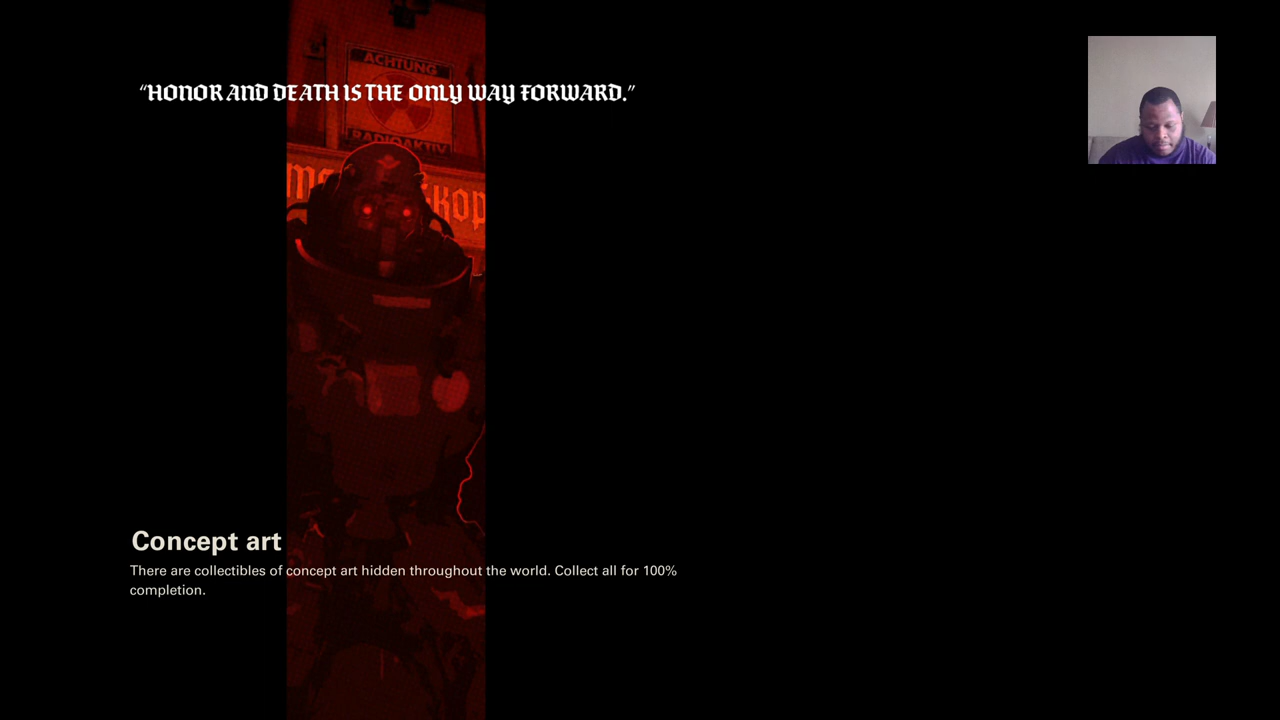 ACHTUNG
“HONOR AND DEATH IS THE ONLY WAY FORWARD.”
RADIOAKTIV
Concept art
There are collectibles of concept art hidden throughout the world. Collect all for 100%
completion.